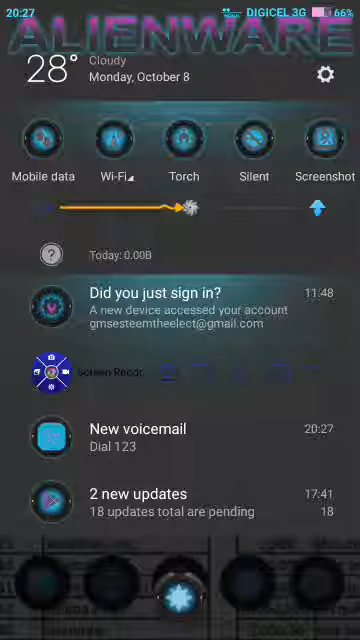 20:27
DIGICEL 3G
66%
ALIENWARE
28°
Cloudy
Monday, October 8
Mobile data
Wi-Fi
Torch
Silent
Screenshot
?
Today: 0.00B
Did you just sign in?
11:48
A new device accessed your account
gmsesteemtheelect@gmail.com
Screen Recor
New voicemail
20:27
Dial 123
2 new updates
17:41
18 updates total are pending
18